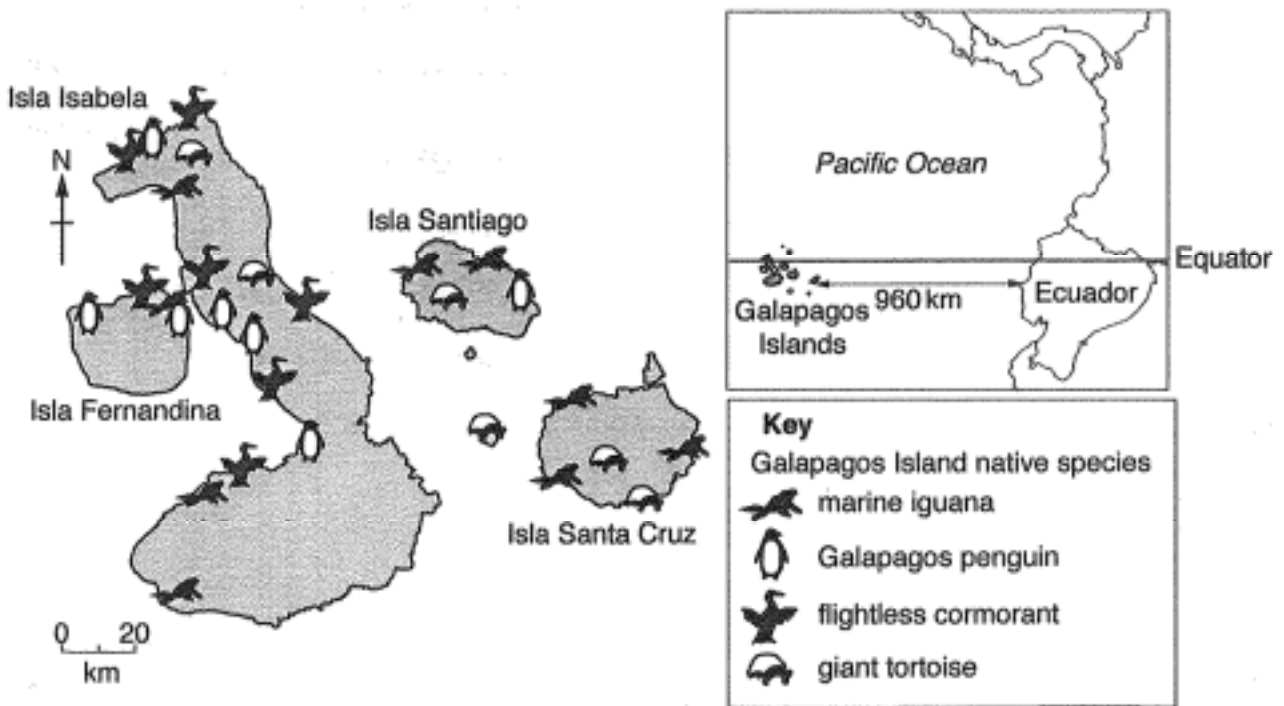 Isla Isabela
N
Isla Santiago
Isla Fernandina
Isla Santa Cruz
0 20
km
Pacific Ocean
Equator
960 km
Ecuador
Galapagos
Islands
Key
Galapagos Island native species
marine iguana
Galapagos penguin
flightless cormorant
giant tortoise